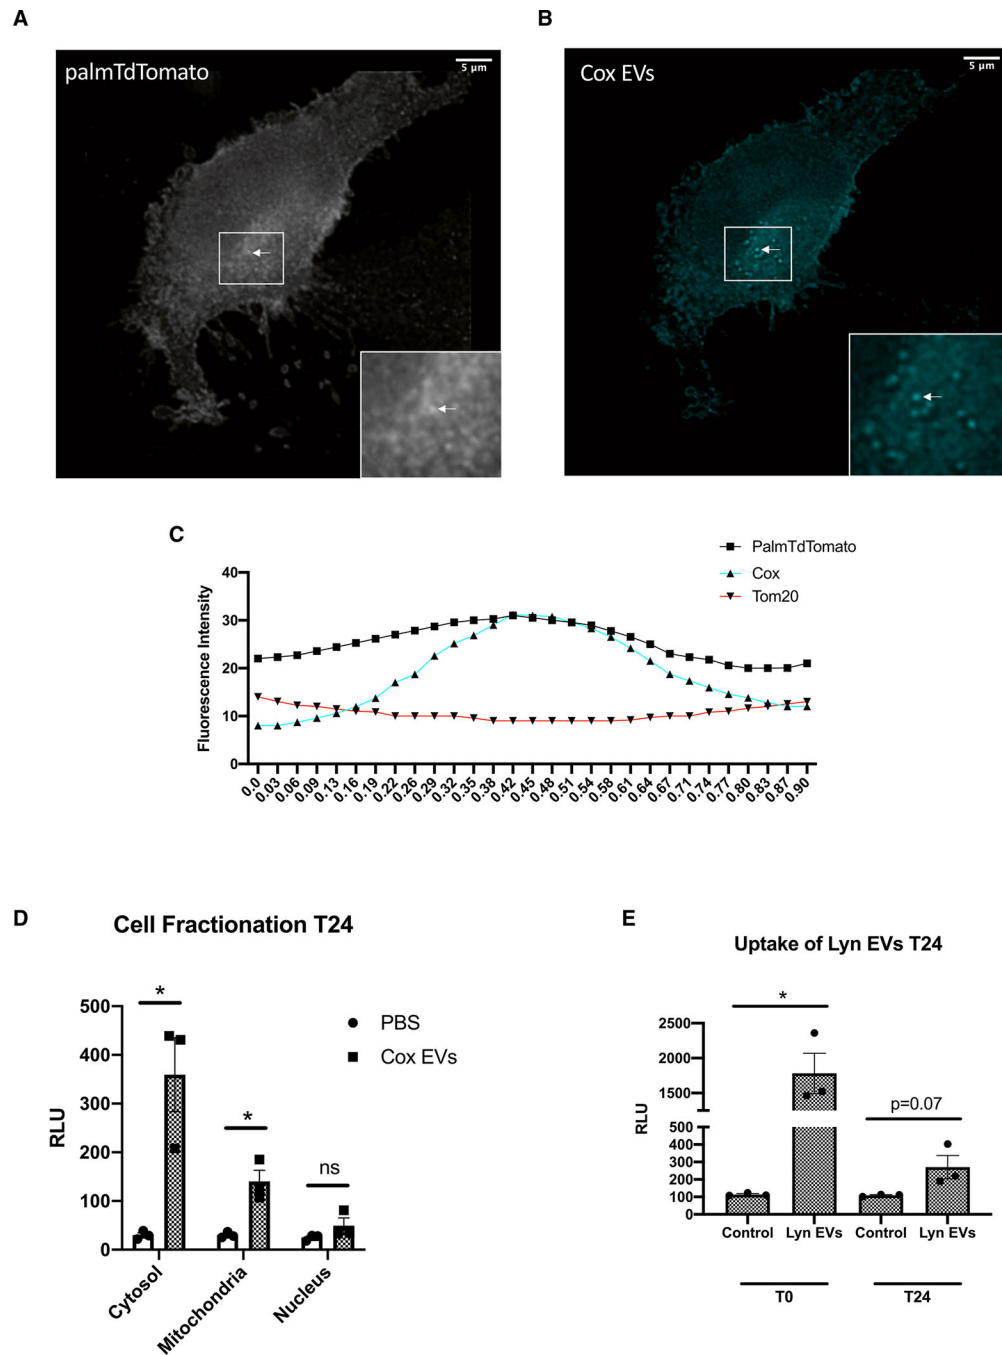 A
B
palmTdTomato
5 μm
Cox EVs
5 μm
C
PalmTdTomato
Cox
Tom20
Fluorescence Intensity
40
30
20
10
0
0.0 0.03 0.06 0.09 0.13 0.16 0.19 0.22 0.26 0.29 0.32 0.35 0.38 0.42 0.45 0.48 0.51 0.54 0.58 0.61 0.64 0.67 0.71 0.74 0.77 0.80 0.83 0.87 0.90
D
Cell Fractionation T24
RLU
500
400
300
200
100
0
*
*
ns
PBS
Cox EVs
Cytosol
Mitochondria
Nucleus
E
Uptake of Lyn EVs T24
RLU
2500
2000
1500
500
400
300
200
100
0
*
p=0.07
Control Lyn EVs Control Lyn EVs
T0 T24